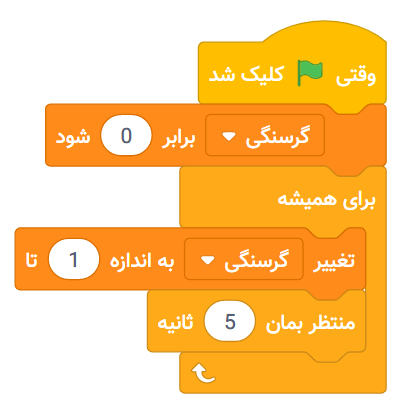 وقتی کلیک شد
گرسنگی برابر 0 شود
برای همیشه
تغییر گرسنگی به اندازه 1 تا
منتظر بمان 5 ثانیه